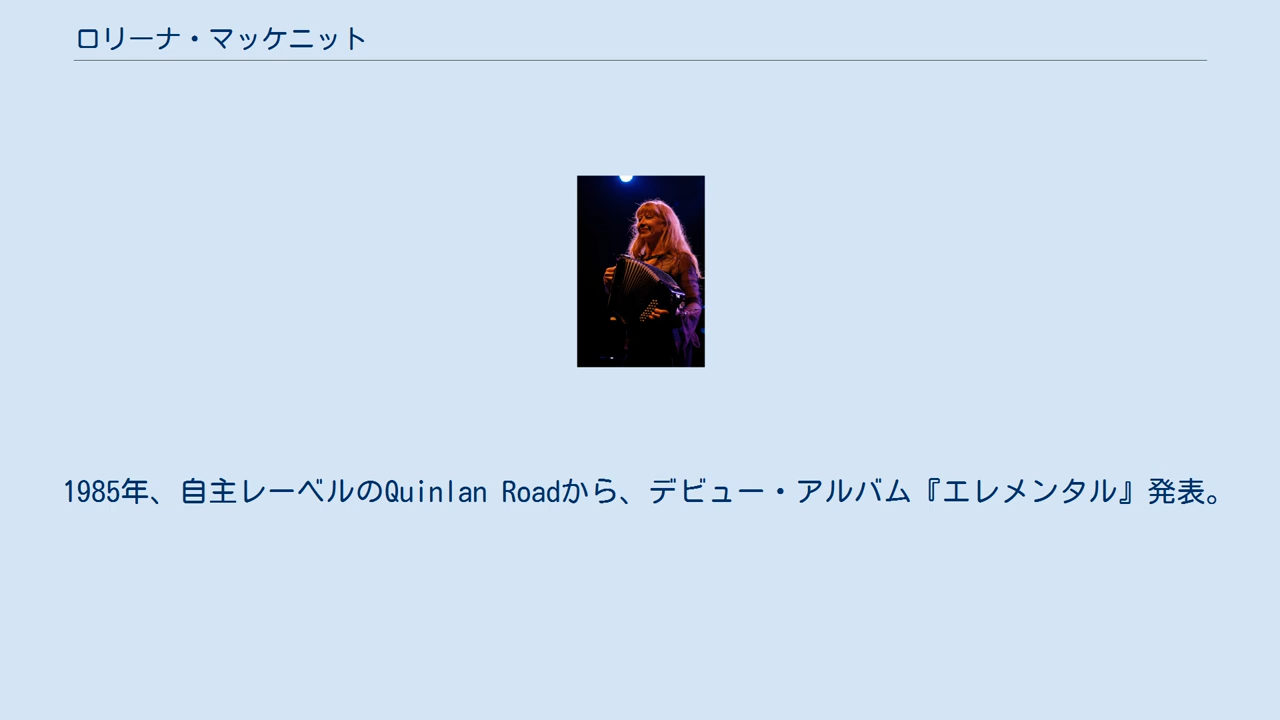 ロリーナ・マッケニット
1985年、自主レーベルのQuinlan Roadから、デビュー・アルバム『エレメンタル』発表。